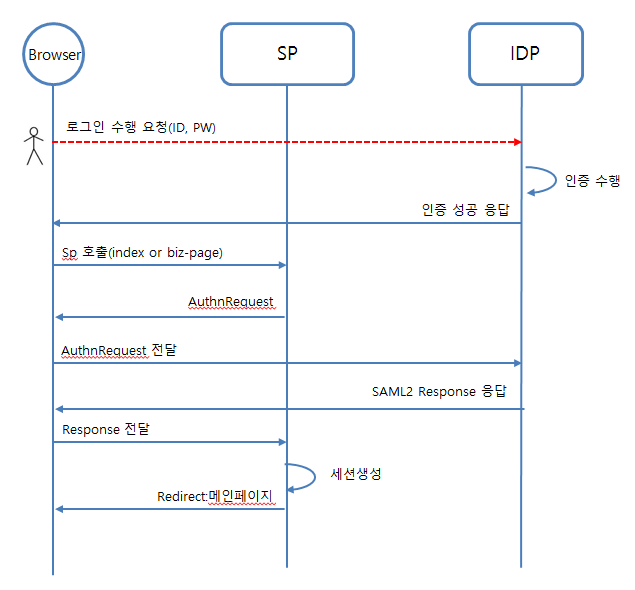 Browser
SP
IDP
로그인 수행 요청(ID, PW)
인증 수행
인증 성공 응답
Sp 호출(index or biz-page)
AuthnRequest
AuthnRequest 전달
SAML2 Response 응답
Response 전달
세션생성
Redirect:메인페이지